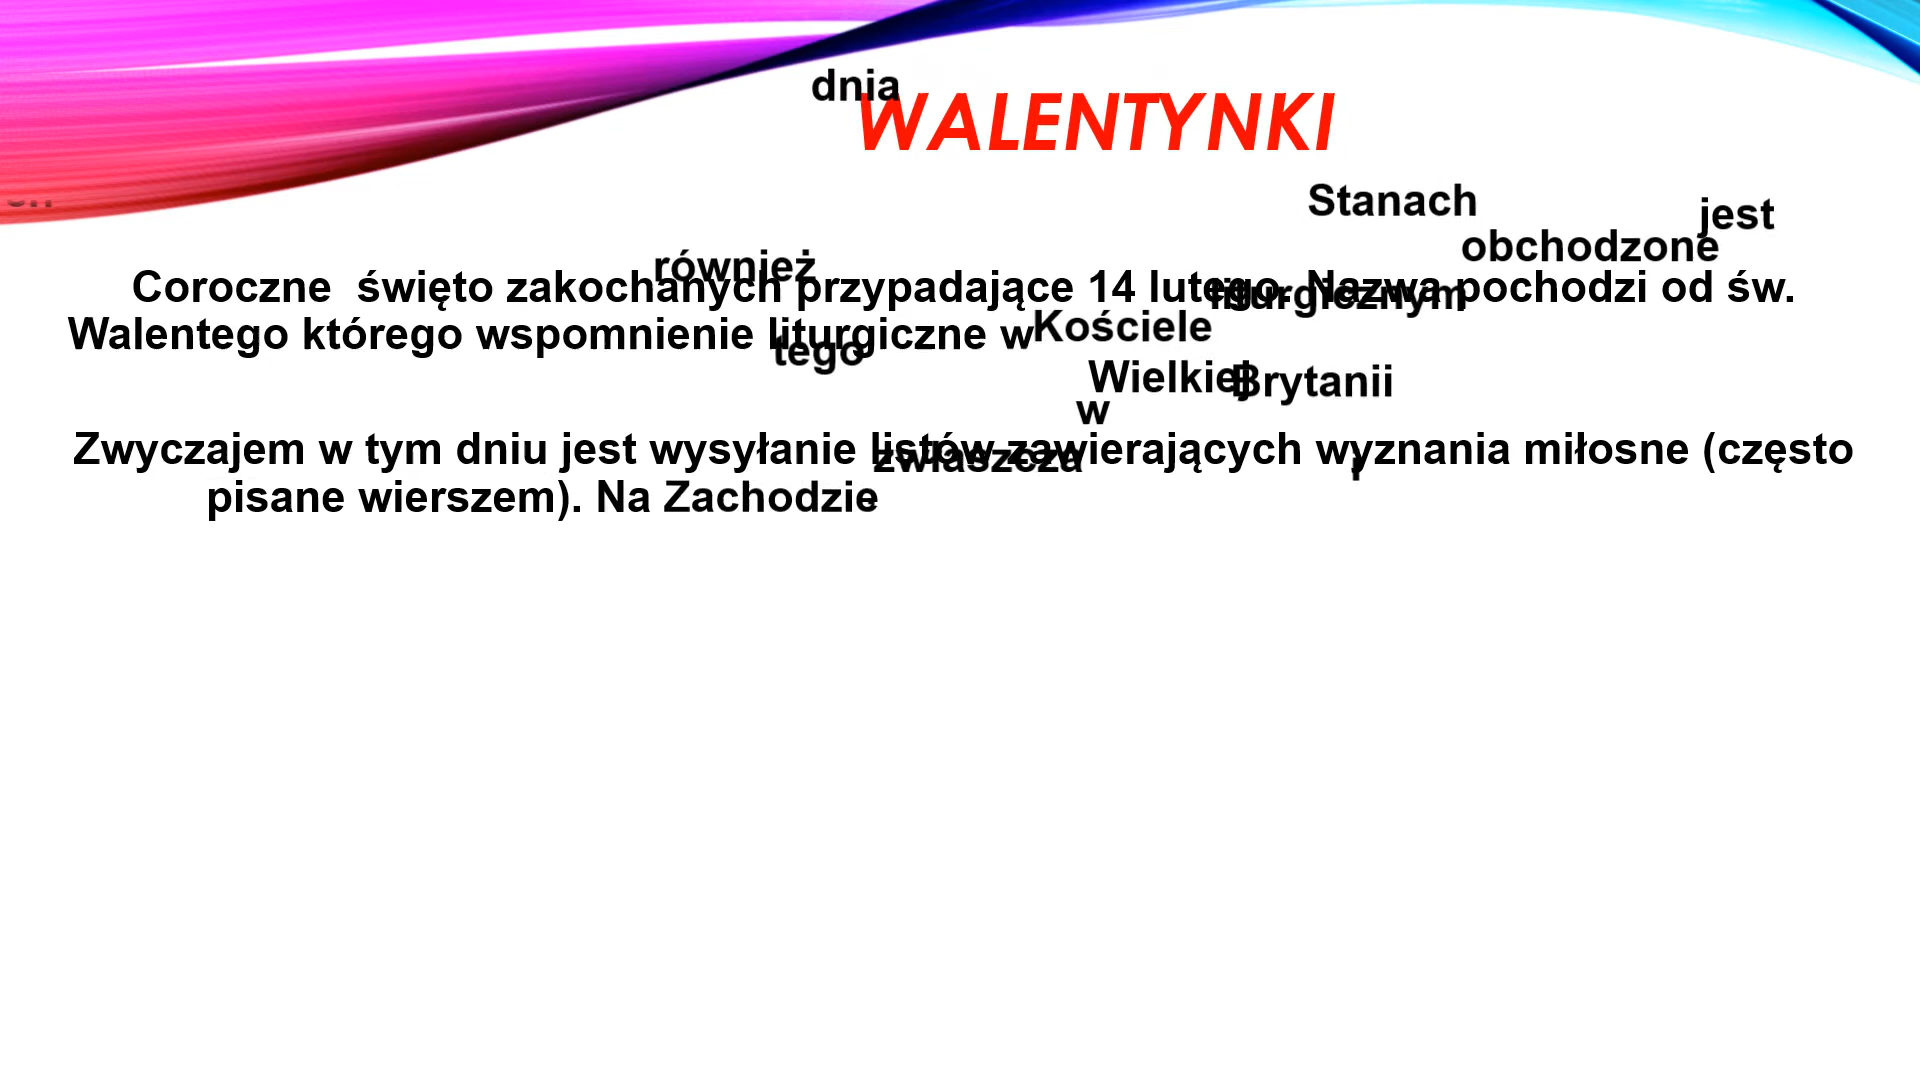 dnia
WALENTYNKI
Stanach
jest
obchodzone
również
Coroczne święto zakochanych przypadające 14 lutego. Nazwa pochodzi od św.
liturgicznym
Walentego którego wspomnienie liturgiczne w Kościele
tego
Wielkiej Brytanii
w
Zwyczajem w tym dniu jest wysyłanie listów zawierających wyznania miłosne (często
zwłaszcza
pisane wierszem). Na Zachodzie